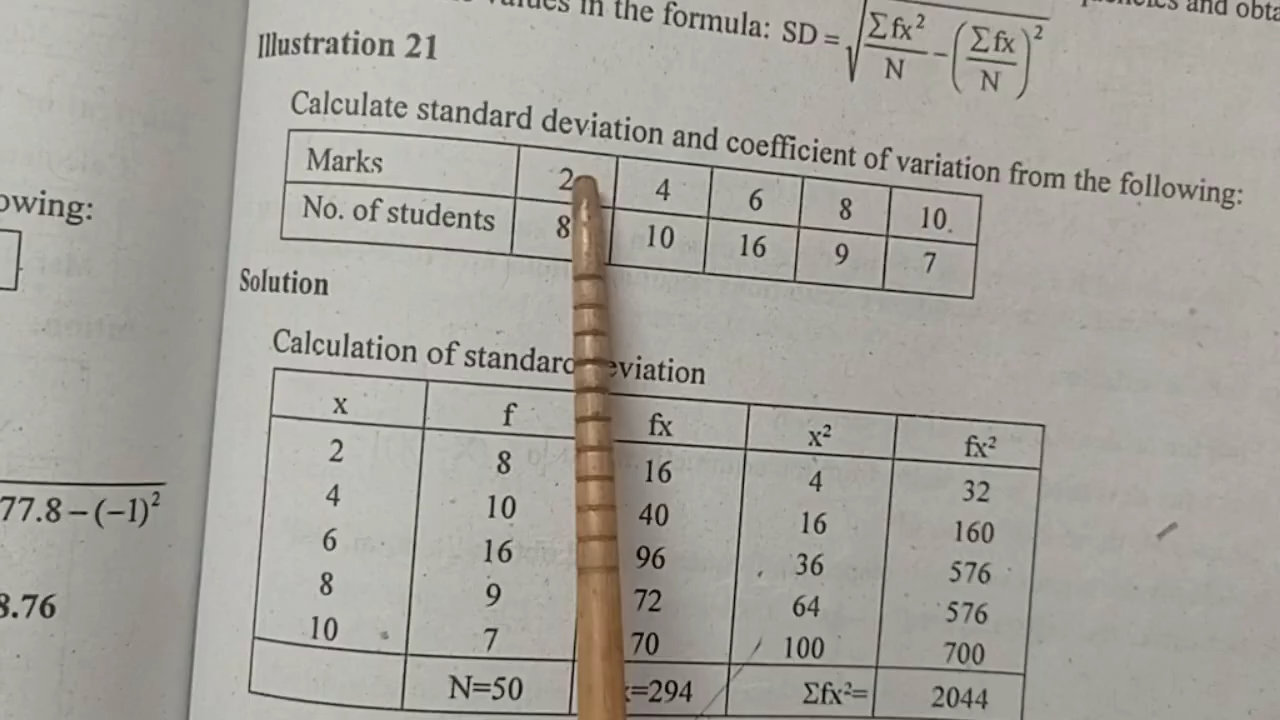 in the formula: SD = √(Σfx²/N − (Σfx/N)²) and
Illustration 21
Calculate standard deviation and coefficient of variation from the following:
Marks 2 4 6 8 10
No. of students 8 10 16 9 7
owing:
Solution
Calculation of standard deviation
x f fx x² fx²
2 8 16 4 32
4 10 40 16 160
6 16 96 36 576
8 9 72 64 576
10 7 70 100 700
N=50 =294 Σfx²= 2044
77.8 – (–1)²
8.76